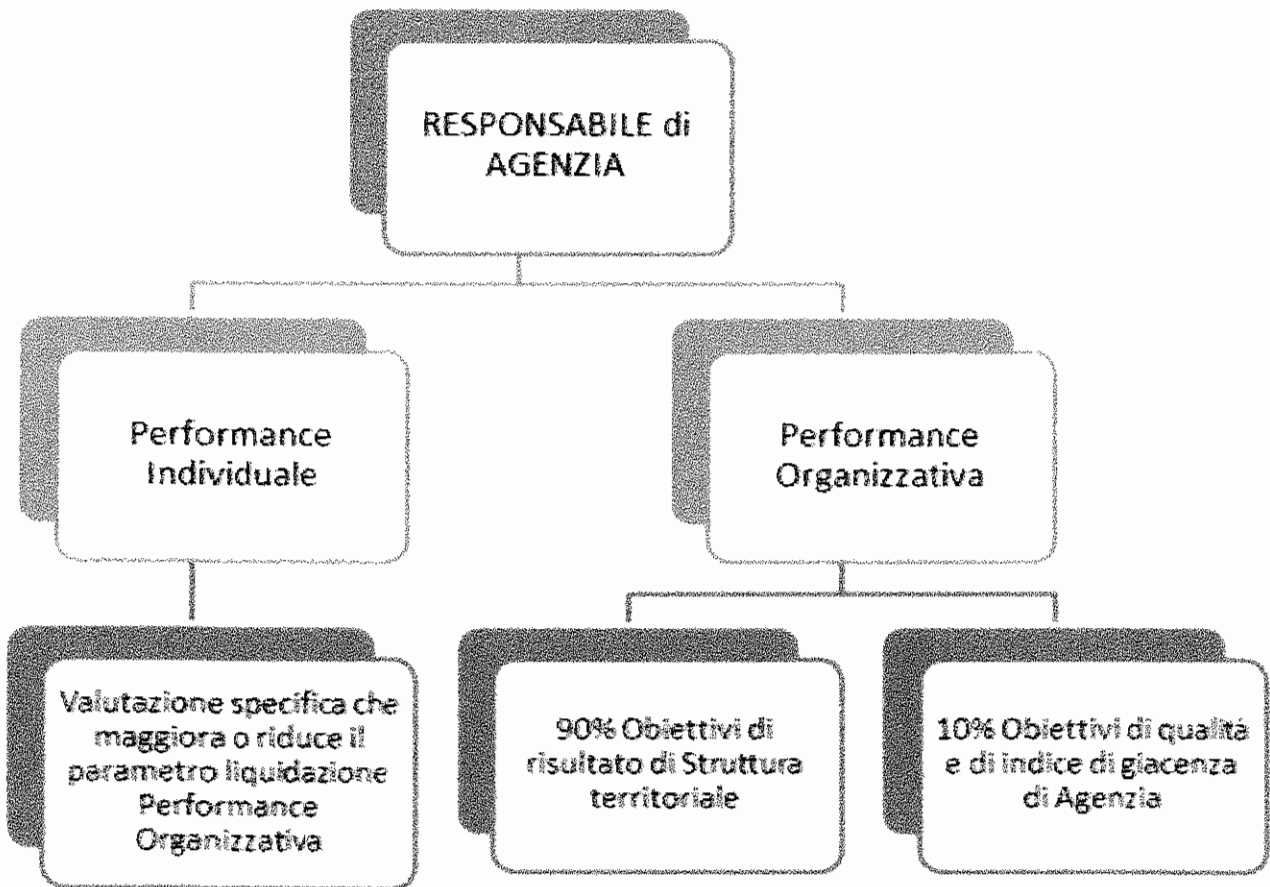 RESPONSABILE di
AGENZIA
Performance
Individuale
Performance
Organizzativa
Valutazione specifica che
maggiora o riduce il
parametro liquidazione
Performance
Organizzativa
90% Obiettivi di
risultato di Struttura
territoriale
10% Obiettivi di qualità
e di indice di giacenza
di Agenzia